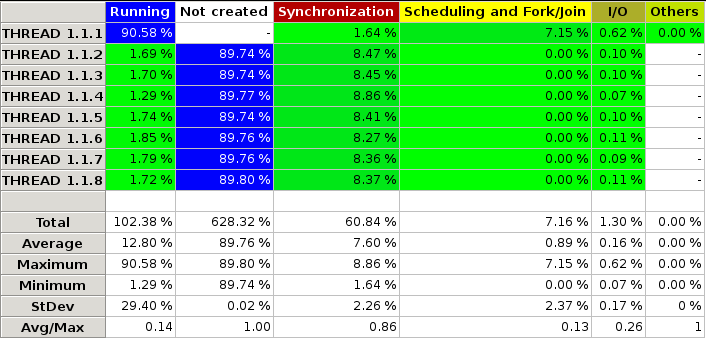 Running Not created Synchronization Scheduling and Fork/Join I/O Others
THREAD 1.1.1 90.58 % - 1.64 % 7.15 % 0.62 % 0.00 %
THREAD 1.1.2 1.69 % 89.74 % 8.47 % 0.00 % 0.10 % -
THREAD 1.1.3 1.70 % 89.74 % 8.45 % 0.00 % 0.10 % -
THREAD 1.1.4 1.29 % 89.77 % 8.86 % 0.00 % 0.07 % -
THREAD 1.1.5 1.74 % 89.74 % 8.41 % 0.00 % 0.10 % -
THREAD 1.1.6 1.85 % 89.76 % 8.27 % 0.00 % 0.11 % -
THREAD 1.1.7 1.79 % 89.76 % 8.36 % 0.00 % 0.09 % -
THREAD 1.1.8 1.72 % 89.80 % 8.37 % 0.00 % 0.11 % -
Total 102.38 % 628.32 % 60.84 % 7.16 % 1.30 % 0.00 %
Average 12.80 % 89.76 % 7.60 % 0.89 % 0.16 % 0.00 %
Maximum 90.58 % 89.80 % 8.86 % 7.15 % 0.62 % 0.00 %
Minimum 1.29 % 89.74 % 1.64 % 0.00 % 0.07 % 0.00 %
StDev 29.40 % 0.02 % 2.26 % 2.37 % 0.17 % 0 %
Avg/Max 0.14 1.00 0.86 0.13 0.26 1